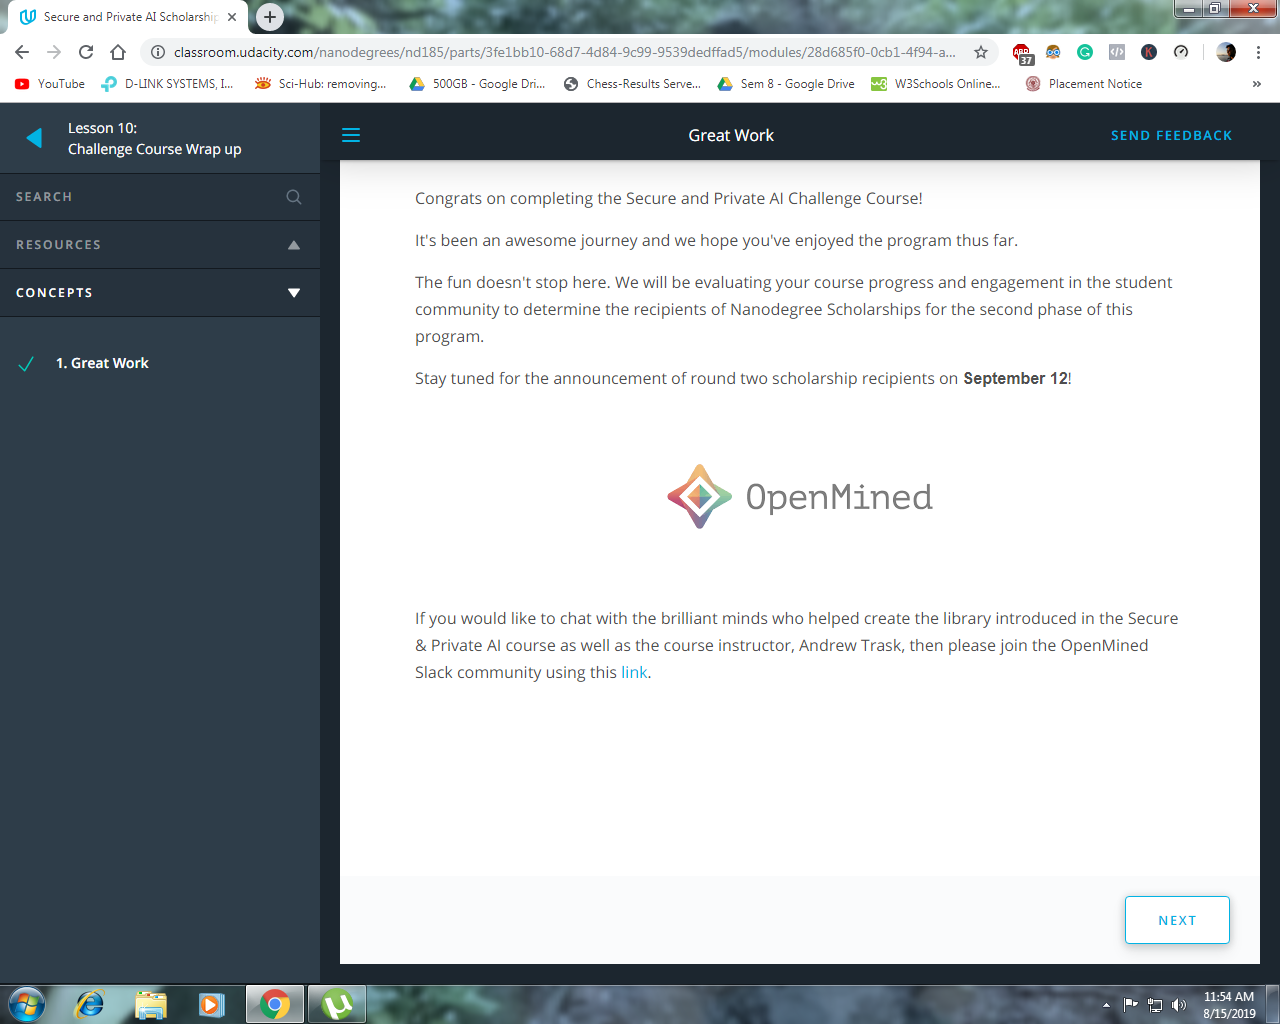 Secure and Private AI Scholarship
classroom.udacity.com/nanodegrees/nd185/parts/3fe1bb10-68d7-4d84-9c99-9539dedffad5/modules/28d685f0-0cb1-4f94-a...
37
YouTube D-LINK SYSTEMS, I... Sci-Hub: removing... 500GB - Google Dri... Chess-Results Serve... Sem 8 - Google Drive W3Schools Online... Placement Notice »
Lesson 10:
Challenge Course Wrap up
SEARCH
RESOURCES
CONCEPTS
1. Great Work
Great Work
SEND FEEDBACK
Congrats on completing the Secure and Private AI Challenge Course!
It's been an awesome journey and we hope you've enjoyed the program thus far.
The fun doesn't stop here. We will be evaluating your course progress and engagement in the student
community to determine the recipients of Nanodegree Scholarships for the second phase of this
program.
Stay tuned for the announcement of round two scholarship recipients on September 12!
OpenMined
If you would like to chat with the brilliant minds who helped create the library introduced in the Secure
& Private AI course as well as the course instructor, Andrew Trask, then please join the OpenMined
Slack community using this link.
NEXT
11:54 AM
8/15/2019